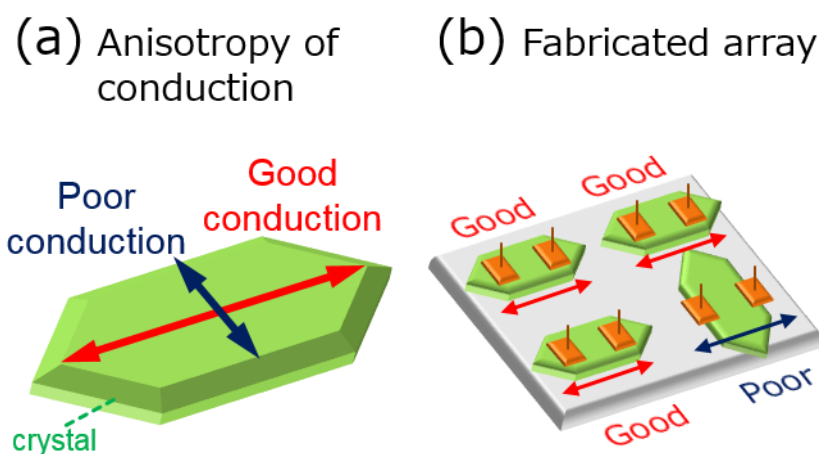 (a) Anisotropy of
conduction
(b) Fabricated array
Poor
conduction
Good
conduction
crystal
Good
Good
Good
Poor